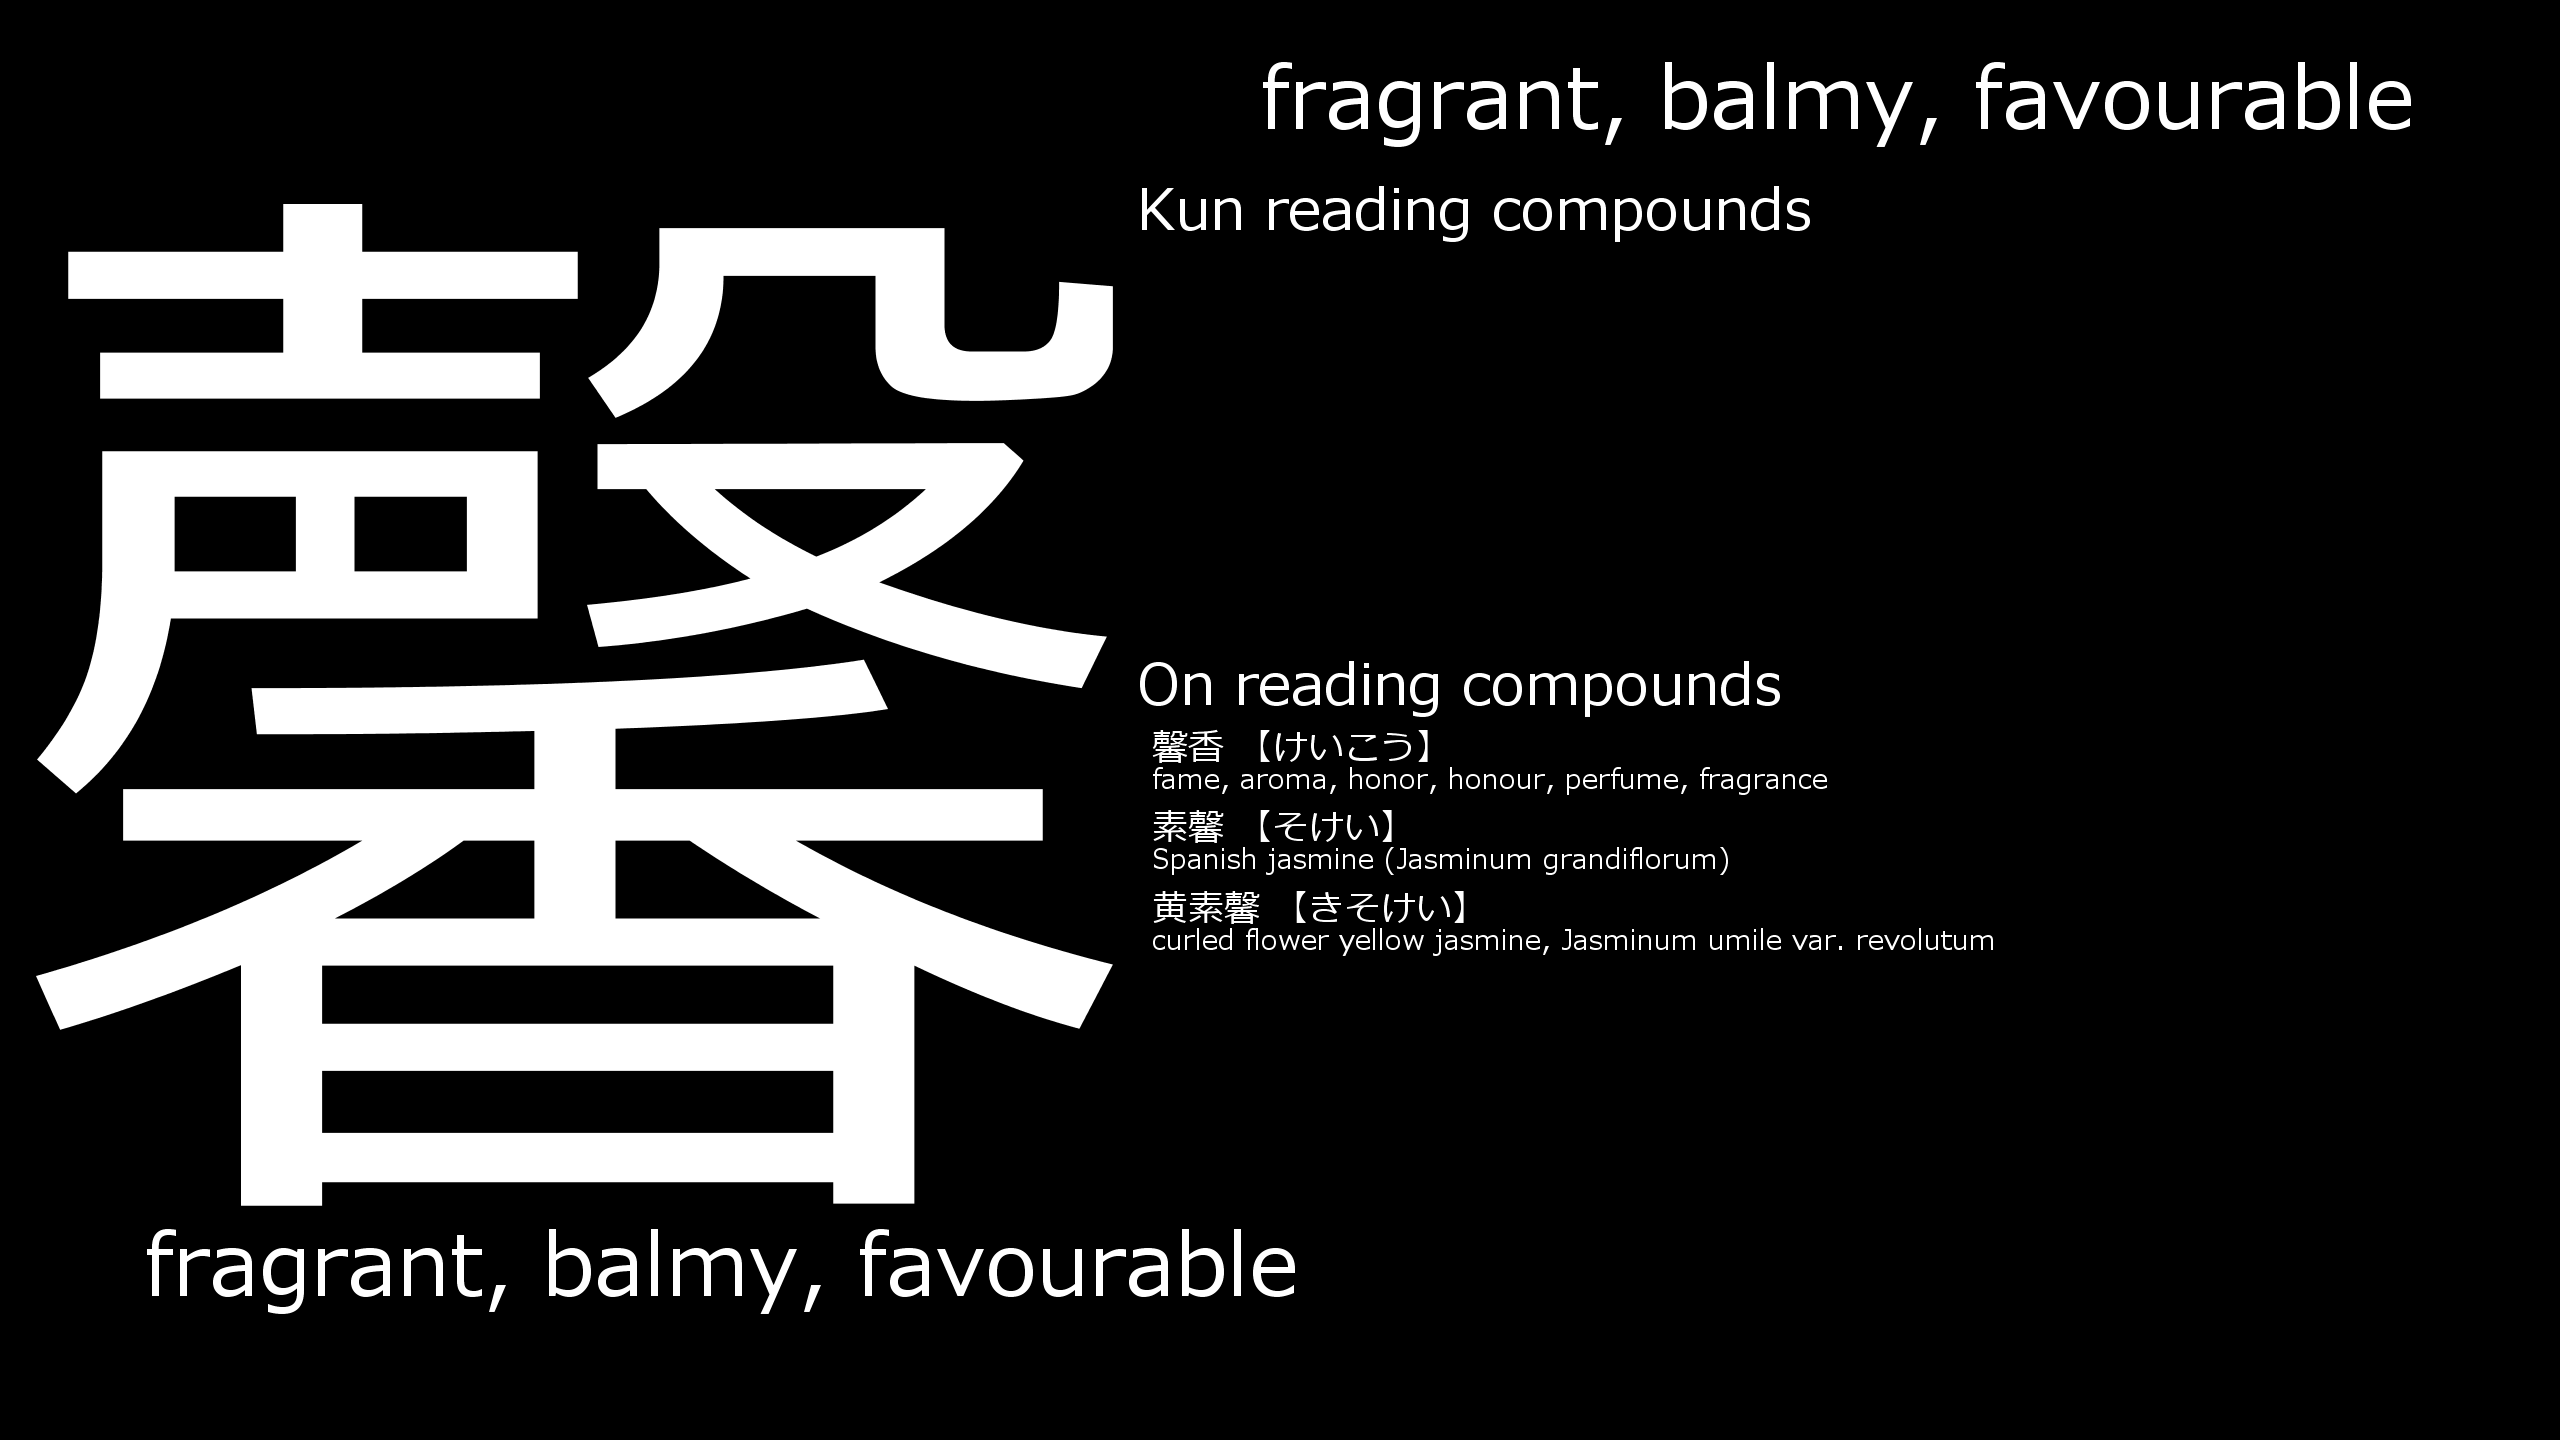 馨
fragrant, balmy, favourable
fragrant, balmy, favourable
Kun reading compounds
On reading compounds
馨香 【けいこう】
fame, aroma, honor, honour, perfume, fragrance
素馨 【そけい】
Spanish jasmine (Jasminum grandiflorum)
黄素馨 【きそけい】
curled flower yellow jasmine, Jasminum umile var. revolutum